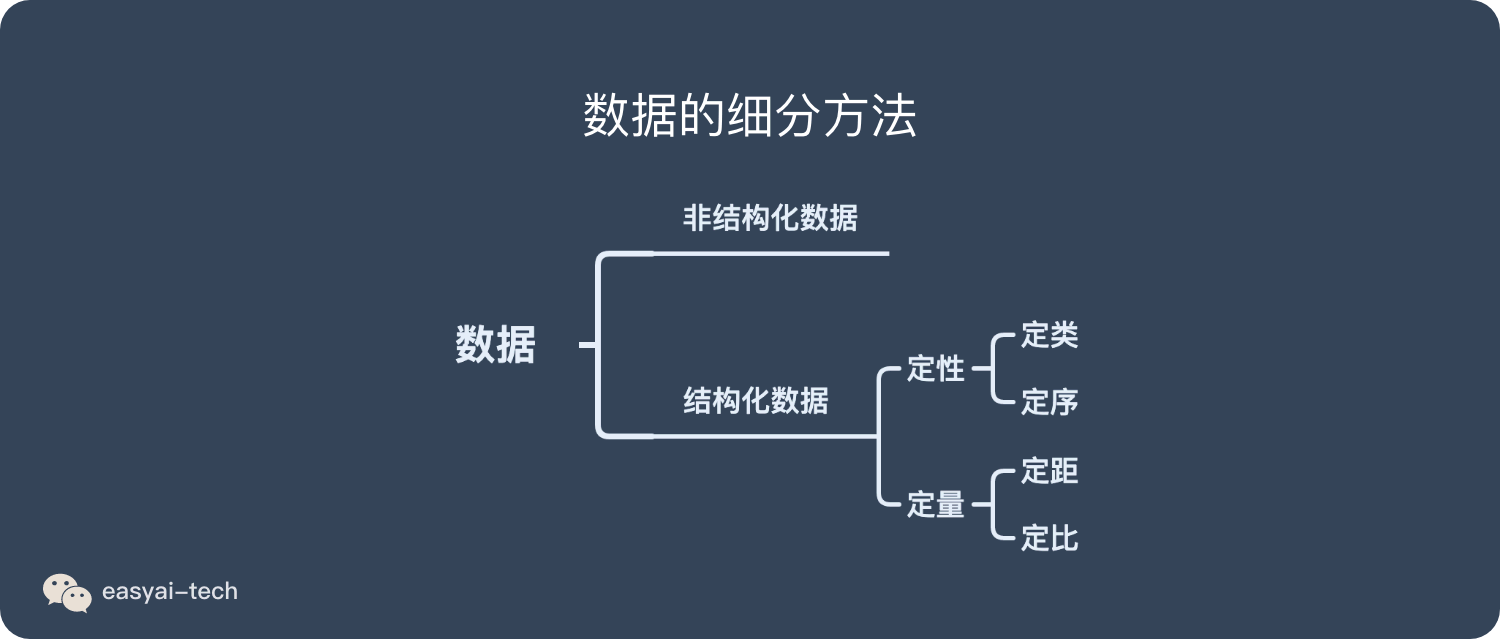 数据的细分方法
非结构化数据
数据
结构化数据
定性
定类
定序
定量
定距
定比
easyai-tech